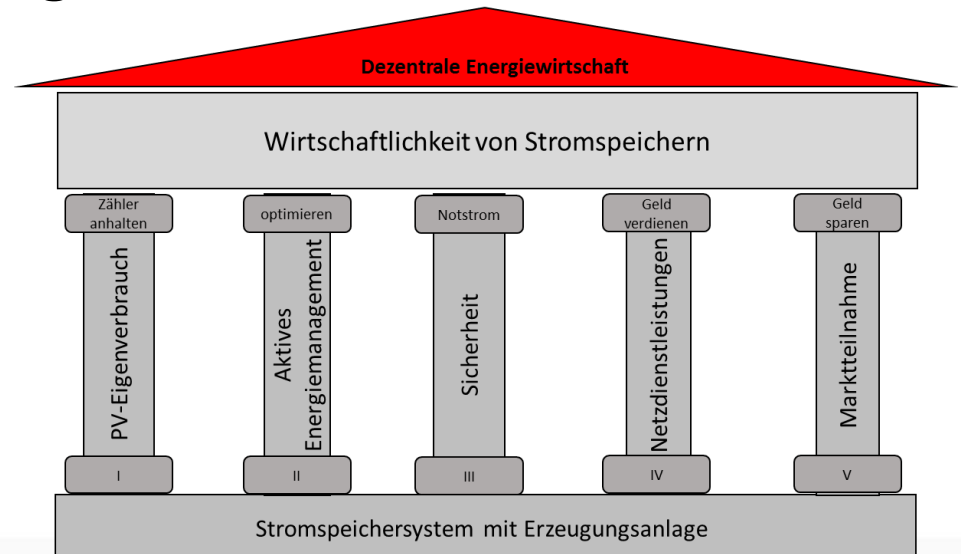 Dezentrale Energiewirtschaft
Wirtschaftlichkeit von Stromspeichern
Zähler
anhalten
optimieren
Notstrom
Geld
verdienen
Geld
sparen
PV-Eigenverbrauch
Aktives
Energiemanagement
Sicherheit
Netzdienstleistungen
Marktteilnahme
I
II
III
IV
V
Stromspeichersystem mit Erzeugungsanlage